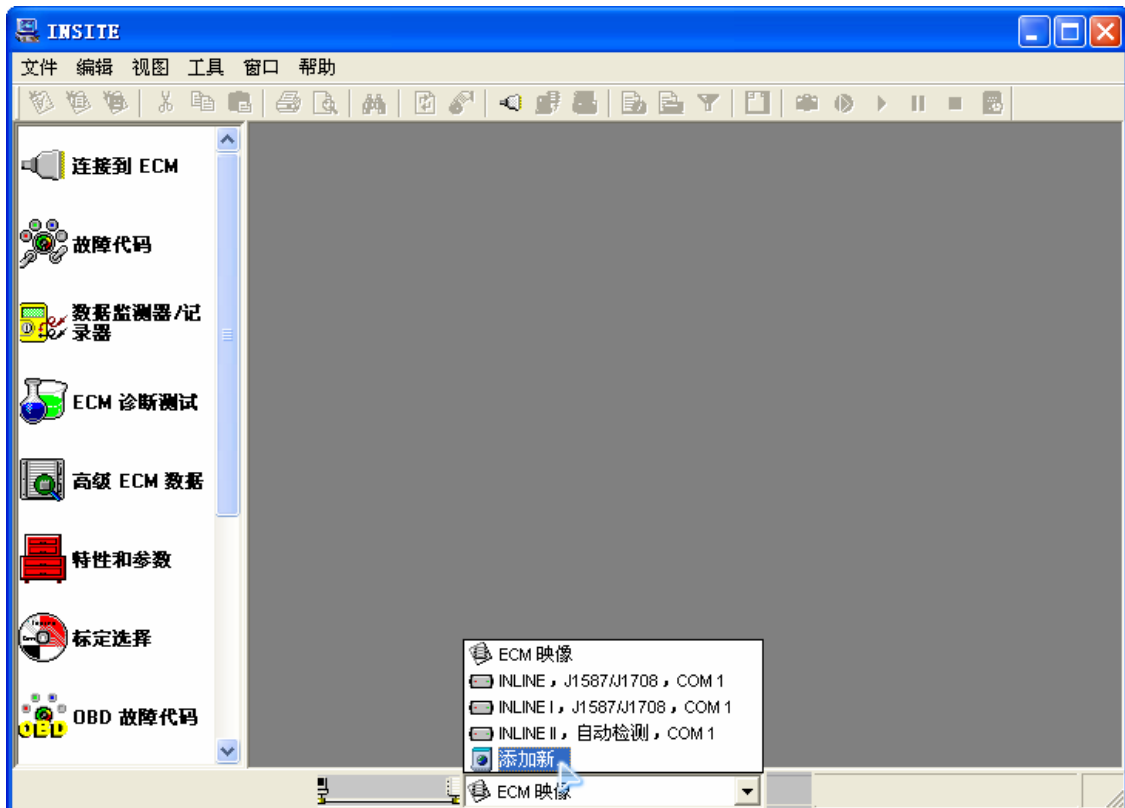 INSITE
文件 编辑 视图 工具 窗口 帮助
连接到 ECM
故障代码
数据监测器/记
录器
ECM 诊断测试
高级 ECM 数据
特性和参数
标定选择
OBD
OBD 故障代码
ECM 映像
INLINE,J1587/J1708,COM 1
INLINE I,J1587/J1708,COM 1
INLINE II,自动检测,COM 1
添加新
ECM 映像